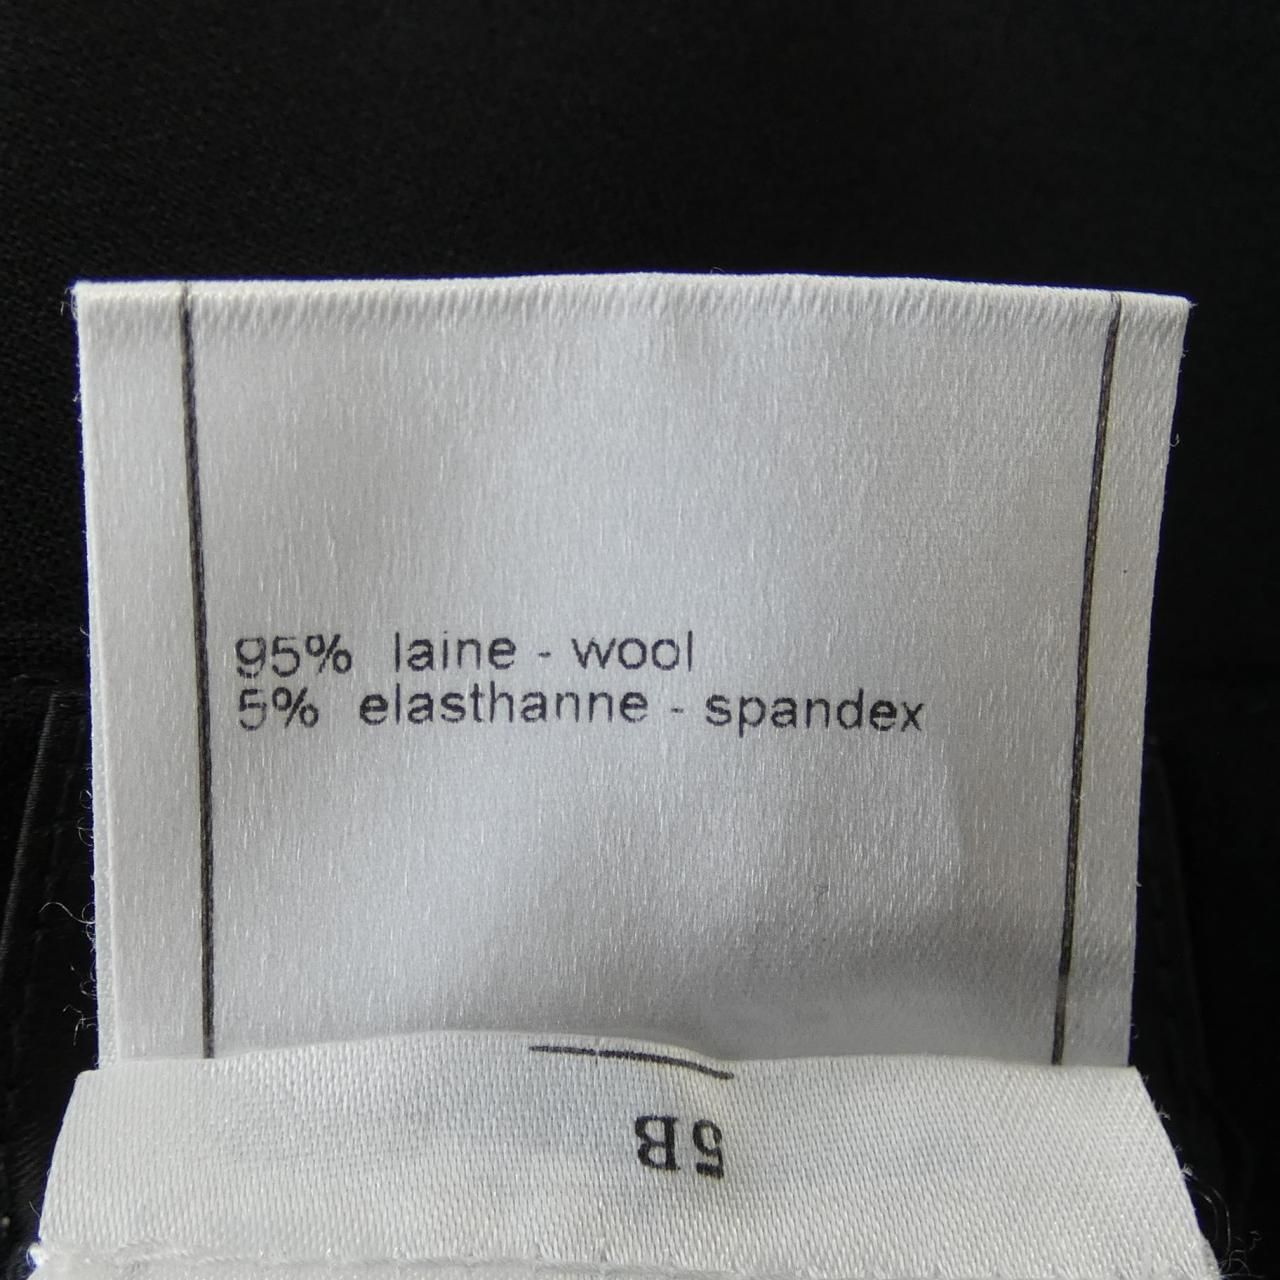 95% laine - wool
5% elasthanne - spandex
5B